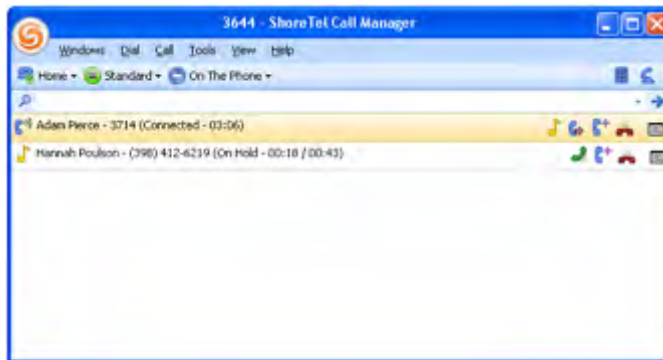 3644 - ShoreTel Call Manager
Windows Dial Call Tools View Help
Home Standard On The Phone
Adam Pierce - 3714 (Connected - 03:06)
Hannah Poulson - (398) 412-6219 (On Hold - 00:18 / 00:43)